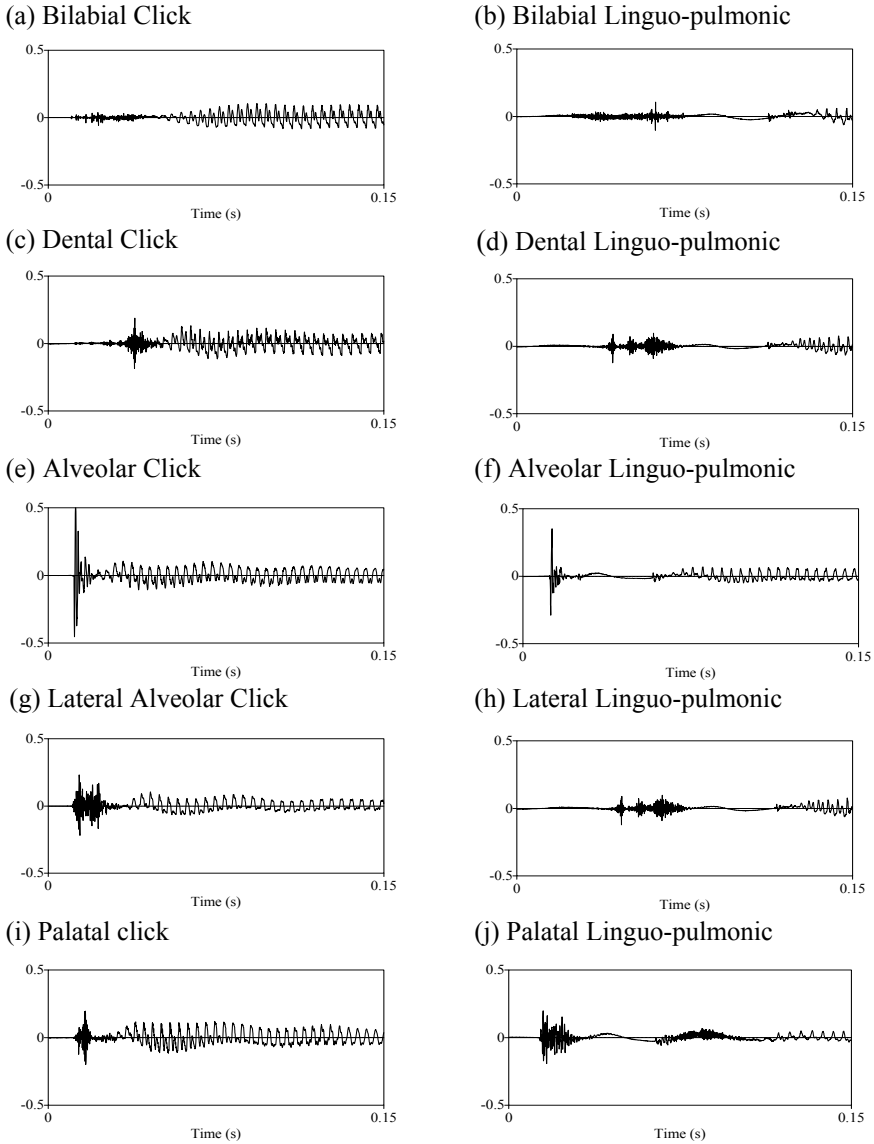 (a) Bilabial Click
(b) Bilabial Linguo-pulmonic
0.5
0
-0.5
0
0.15
Time (s)
0.5
0
-0.5
0
0.15
Time (s)
(c) Dental Click
(d) Dental Linguo-pulmonic
0.5
0
-0.5
0
0.15
Time (s)
0.5
0
-0.5
0
0.15
Time (s)
(e) Alveolar Click
(f) Alveolar Linguo-pulmonic
0.5
0
-0.5
0
0.15
Time (s)
0.5
0
-0.5
0
0.15
Time (s)
(g) Lateral Alveolar Click
(h) Lateral Linguo-pulmonic
0.5
0
-0.5
0
0.15
Time (s)
0.5
0
-0.5
0
0.15
Time (s)
(i) Palatal click
(j) Palatal Linguo-pulmonic
0.5
0
-0.5
0
0.15
Time (s)
0.5
0
-0.5
0
0.15
Time (s)